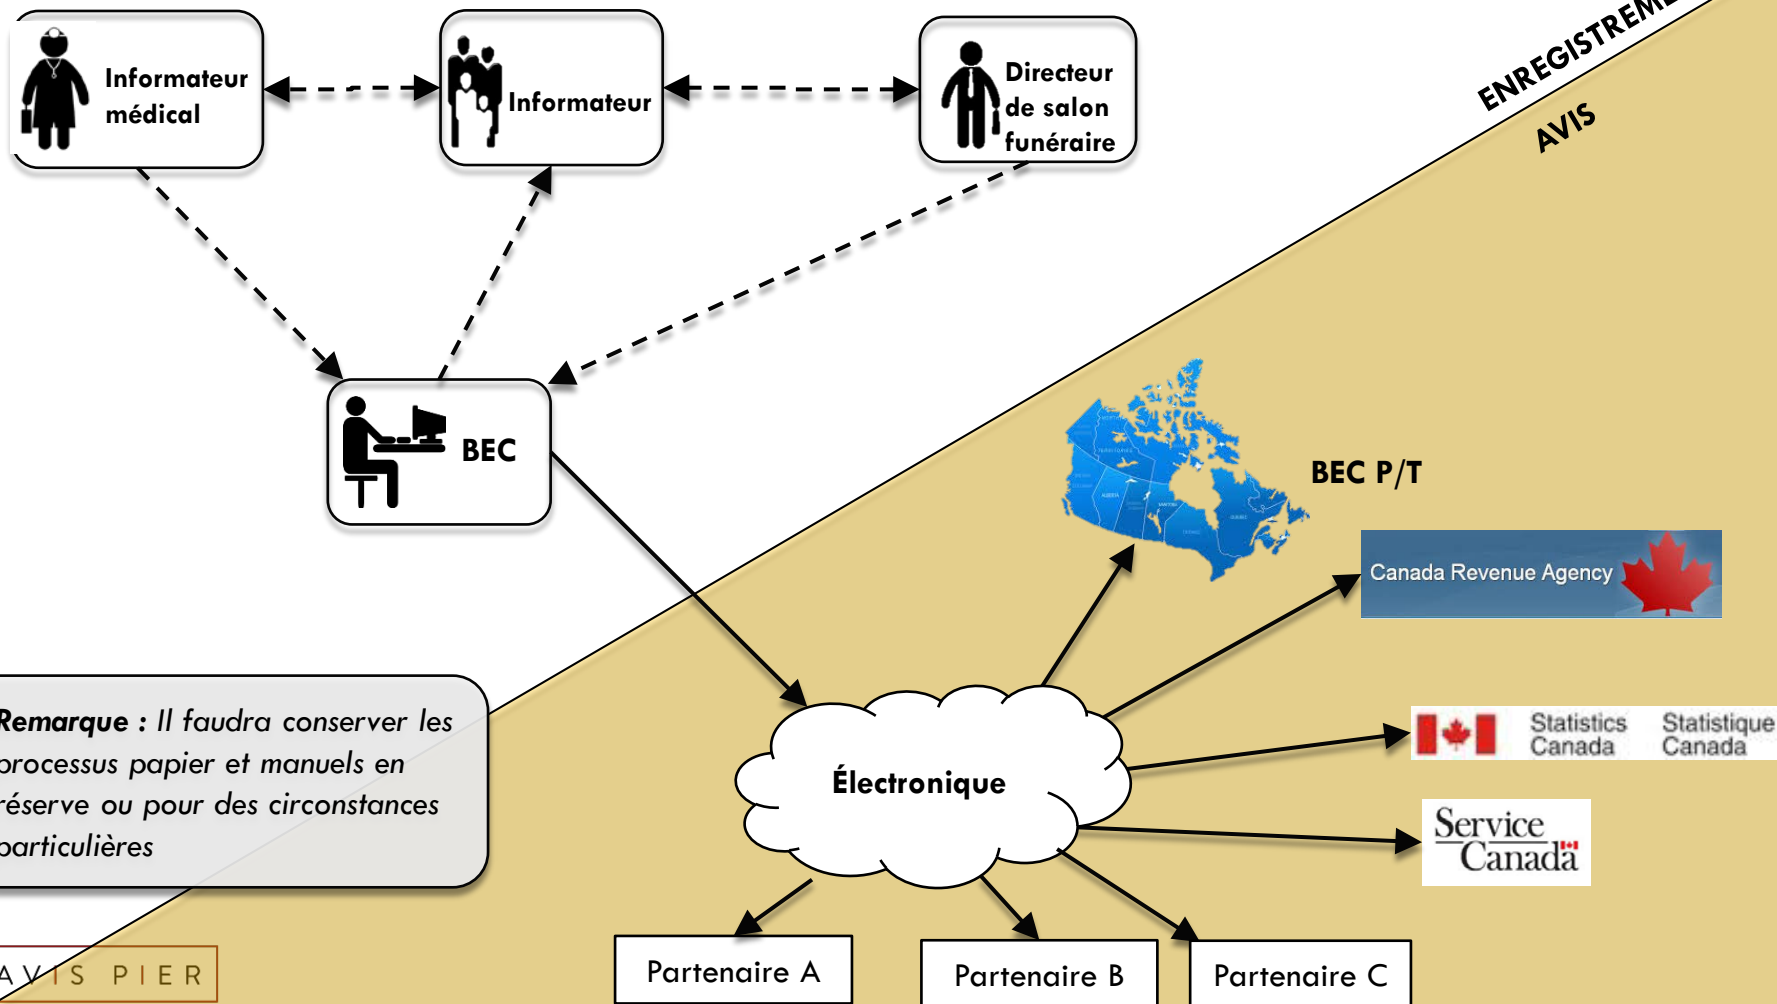 Informateur
médical
Informateur
Directeur
de salon
funéraire
AVIS
BEC
BEC P/T
Canada Revenue Agency
Statistics
Canada
Statistique
Canada
Service
Canada
Remarque : Il faudra conserver les
processus papier et manuels en
réserve ou pour des circonstances
particulières
Électronique
Partenaire A
Partenaire B
Partenaire C
AVIS PIER